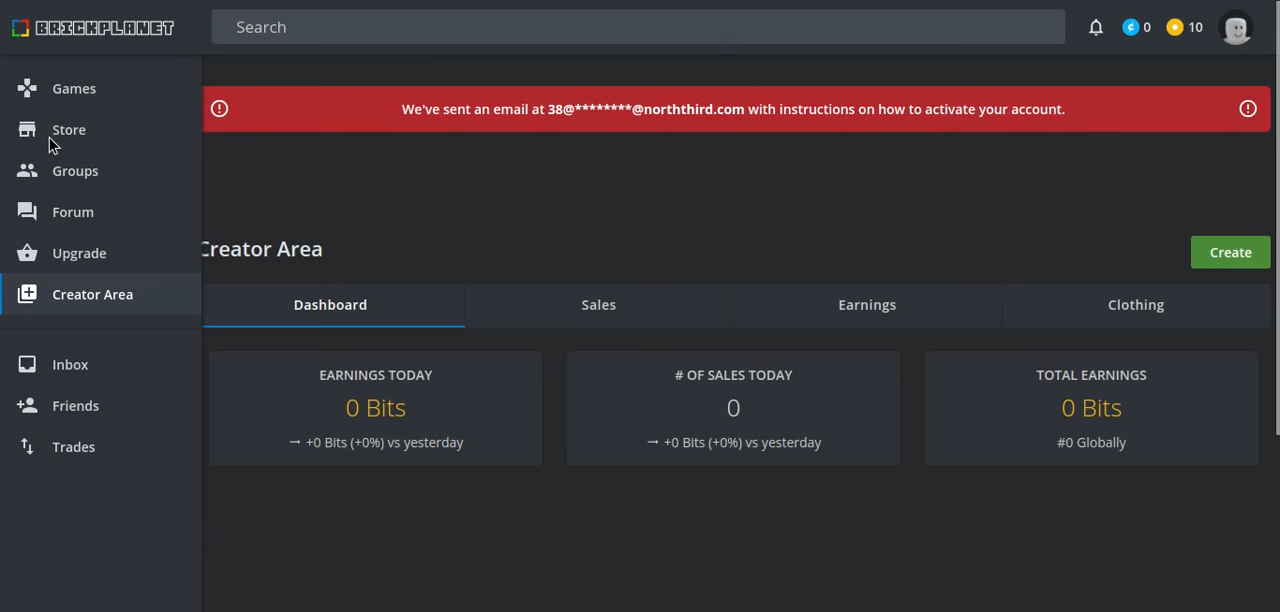 BRICKPLANET
Search
0
10
Games
Store
Groups
Forum
Upgrade
Creator Area
Inbox
Friends
Trades
We've sent an email at 38@********@norththird.com with instructions on how to activate your account.
Creator Area
Create
Dashboard
Sales
Earnings
Clothing
EARNINGS TODAY
0 Bits
→ +0 Bits (+0%) vs yesterday
# OF SALES TODAY
0
→ +0 Bits (+0%) vs yesterday
TOTAL EARNINGS
0 Bits
#0 Globally